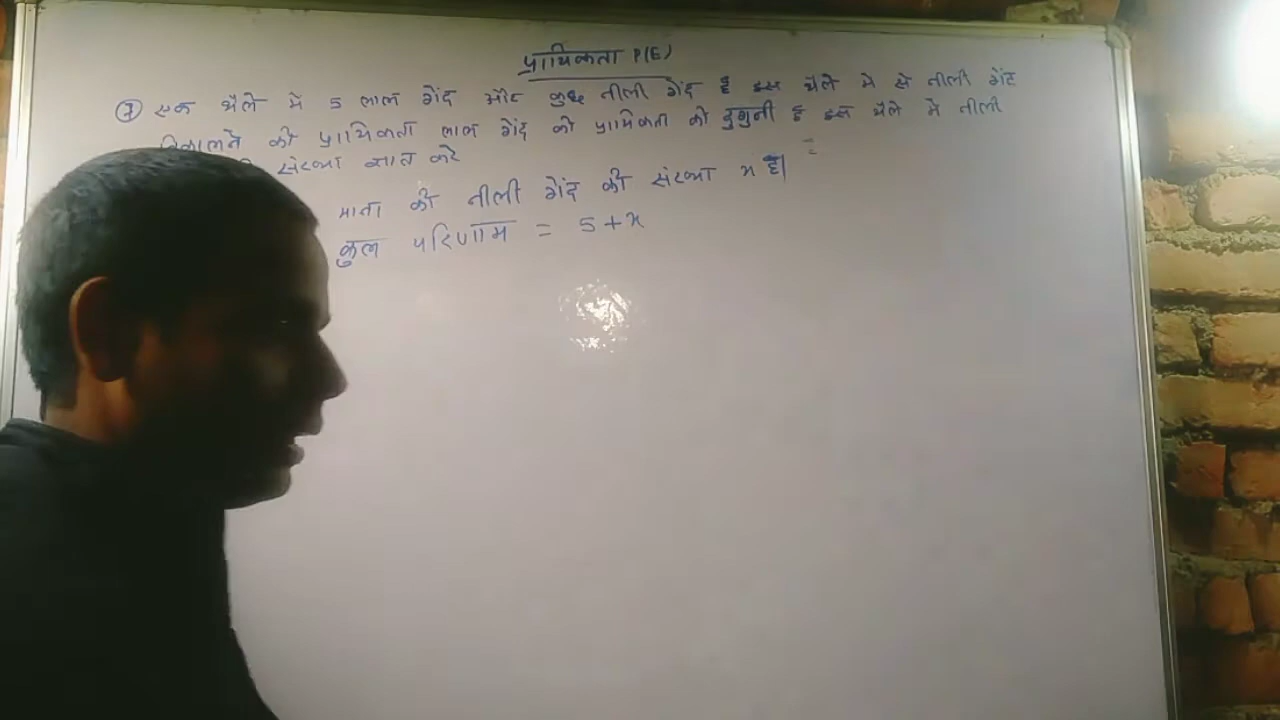 प्रायिकता P(E)
7 एक थैले में 5 लाल गेंद और कुछ नीली गेंद है इस थैले मे से नीली गेंद
निकालने की प्रायिकता लाल गेंद की प्रायिकता की दुगुनी है इस थैले मे नीली
संख्या ज्ञात करे
माना की नीली गेंद की संख्या x है।
कुल परिणाम = 5+x